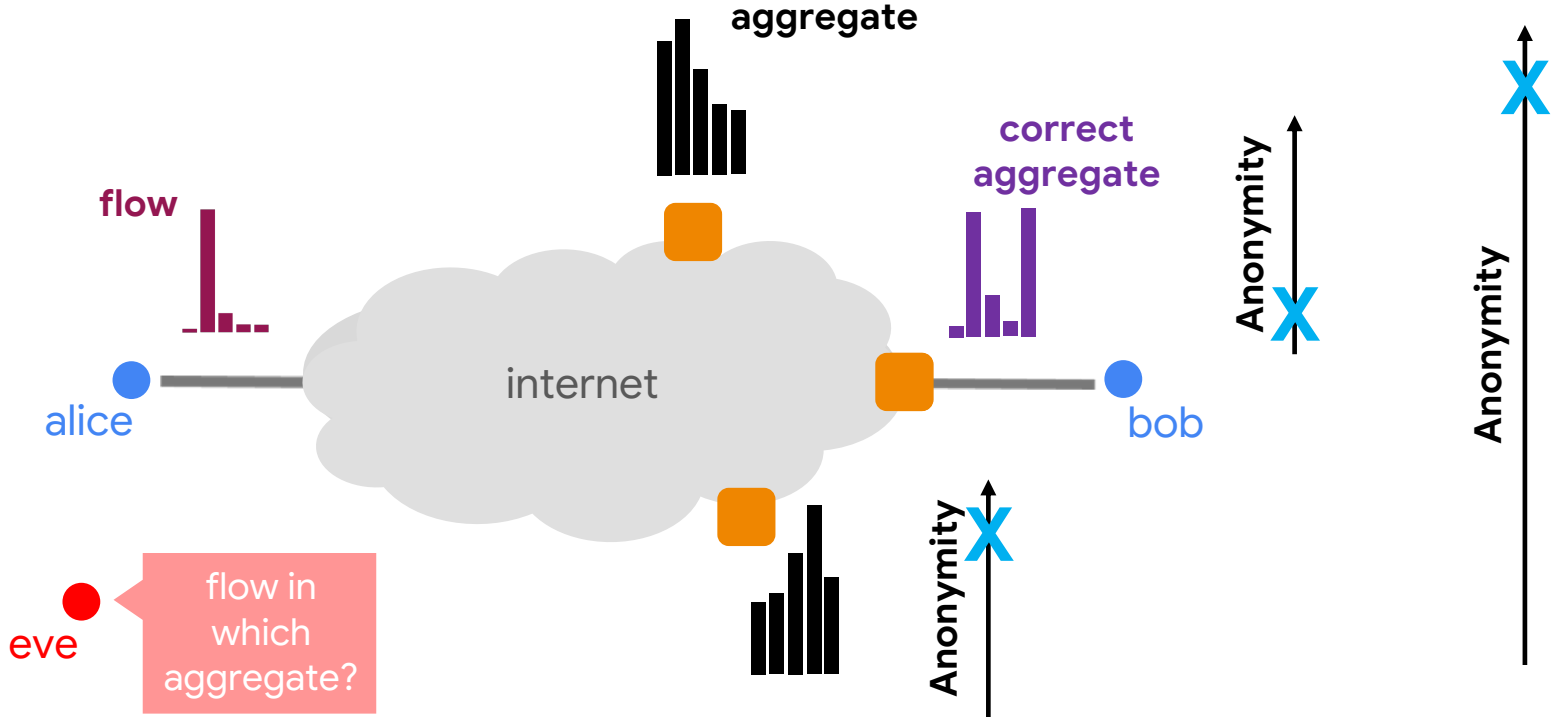 aggregate
correct
aggregate
flow
Anonymity
X
Anonymity
X
internet
alice
bob
Anonymity
X
flow in
which
aggregate?
eve